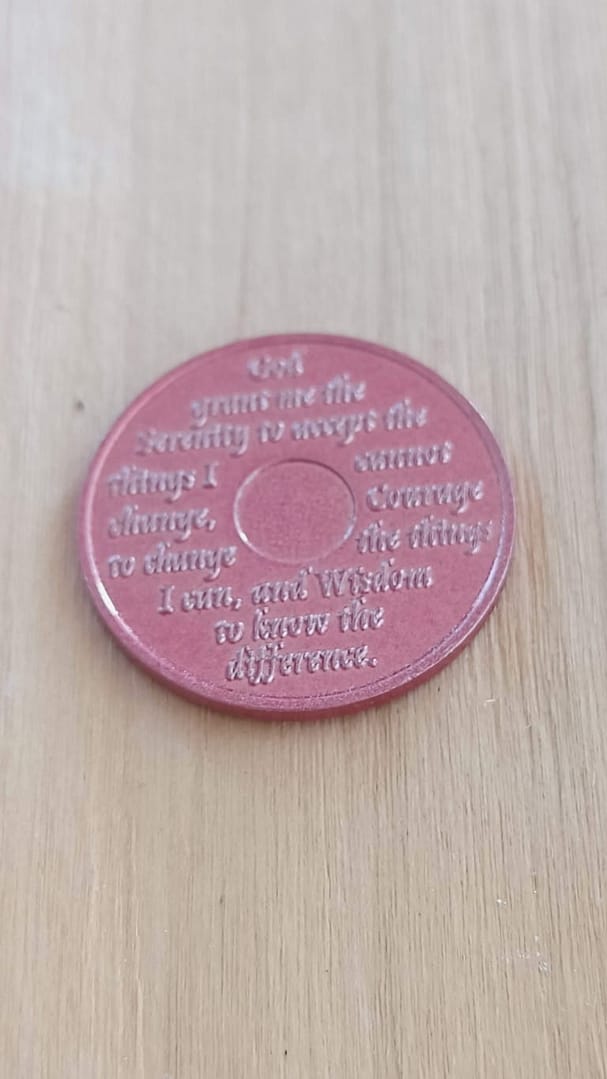 God
grants me the
Serenity to accept the
things I cannot
change, Courage
to change the things
I can, and Wisdom
to know the
difference.